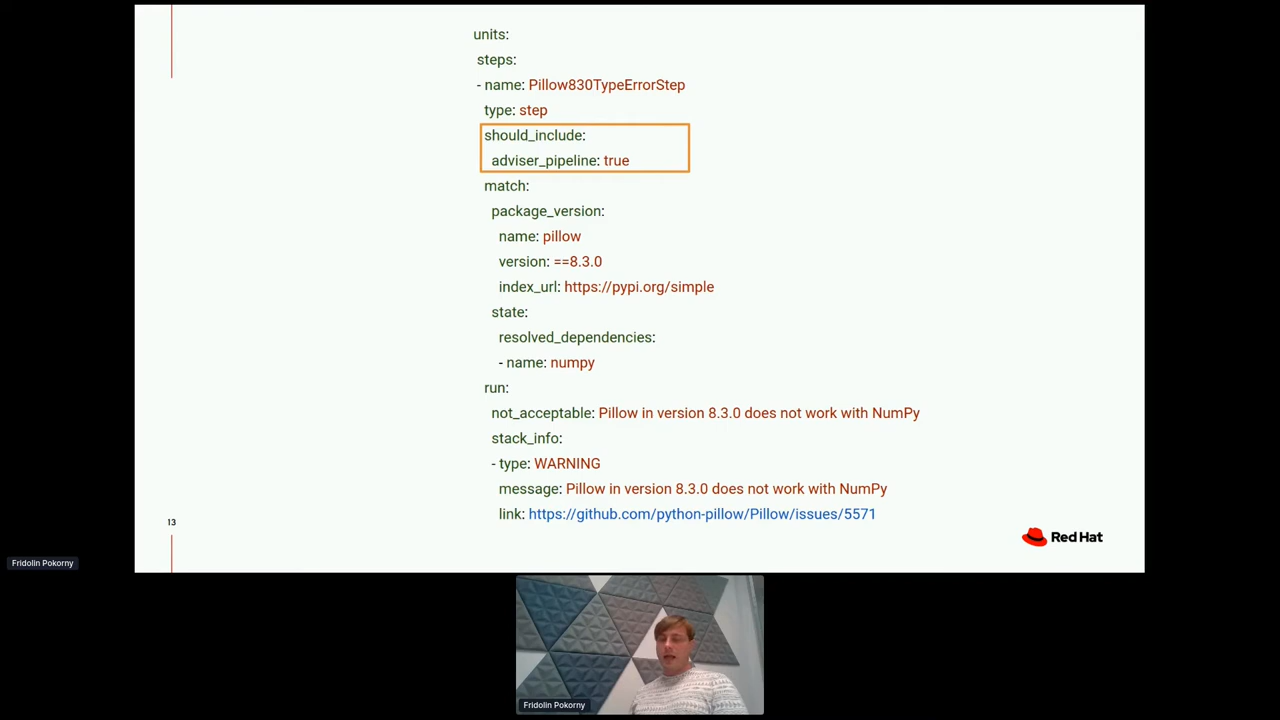 units:
steps:
- name: Pillow830TypeErrorStep
type: step
should_include:
adviser_pipeline: true
match:
package_version:
name: pillow
version: ==8.3.0
index_url: https://pypi.org/simple
state:
resolved_dependencies:
- name: numpy
run:
not_acceptable: Pillow in version 8.3.0 does not work with NumPy
stack_info:
- type: WARNING
message: Pillow in version 8.3.0 does not work with NumPy
link: https://github.com/python-pillow/Pillow/issues/5571
13
Red Hat
Fridolin Pokorny
Fridolin Pokorny